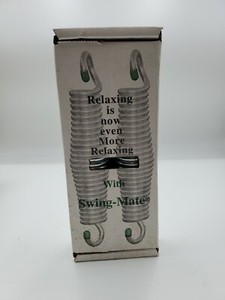 Relaxing
is
now
even
More
Relaxing
With
Swing-Mate®